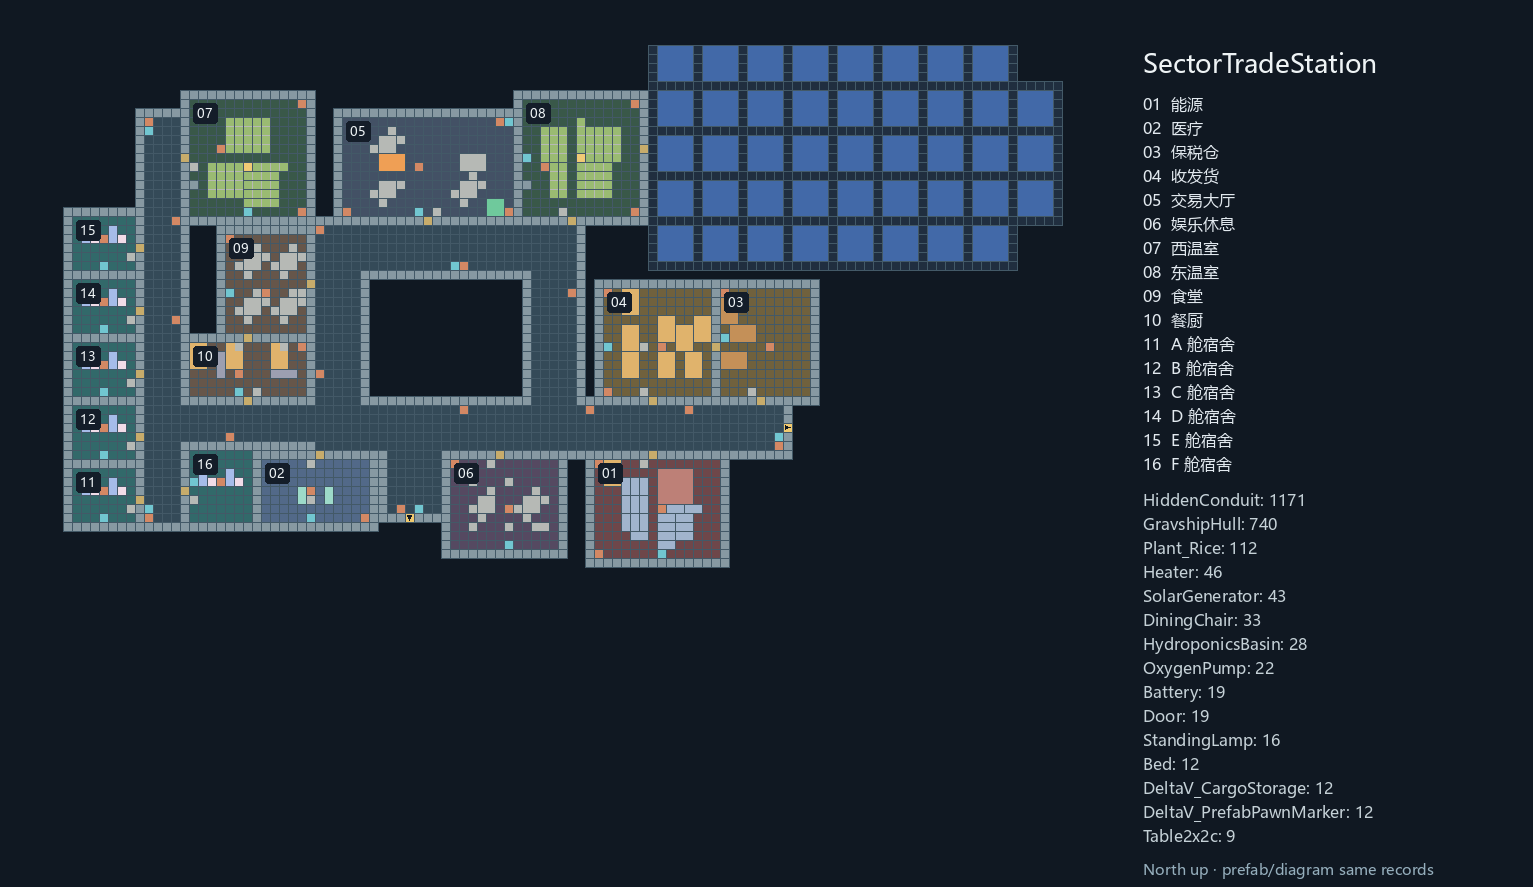 07
05
08
15
09
14
04
03
13
10
12
16
02
06
01
11
SectorTradeStation
01 能源
02 医疗
03 保税仓
04 收发货
05 交易大厅
06 娱乐休息
07 西温室
08 东温室
09 食堂
10 餐厨
11 A 舱宿舍
12 B 舱宿舍
13 C 舱宿舍
14 D 舱宿舍
15 E 舱宿舍
16 F 舱宿舍
HiddenConduit: 1171
GravshipHull: 740
Plant_Rice: 112
Heater: 46
SolarGenerator: 43
DiningChair: 33
HydroponicsBasin: 28
OxygenPump: 22
Battery: 19
Door: 19
StandingLamp: 16
Bed: 12
DeltaV_CargoStorage: 12
DeltaV_PrefabPawnMarker: 12
Table2x2c: 9
North up · prefab/diagram same records